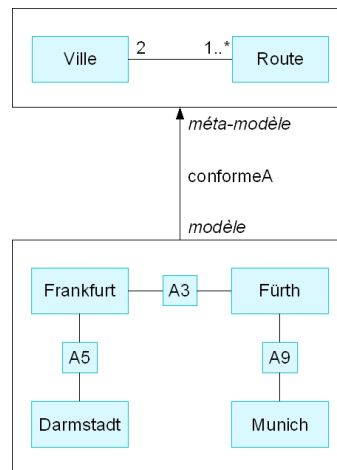 Ville 2 1..* Route
méta-modèle
conformeA
modèle
Frankfurt A3 Fürth
A5 A9
Darmstadt Munich